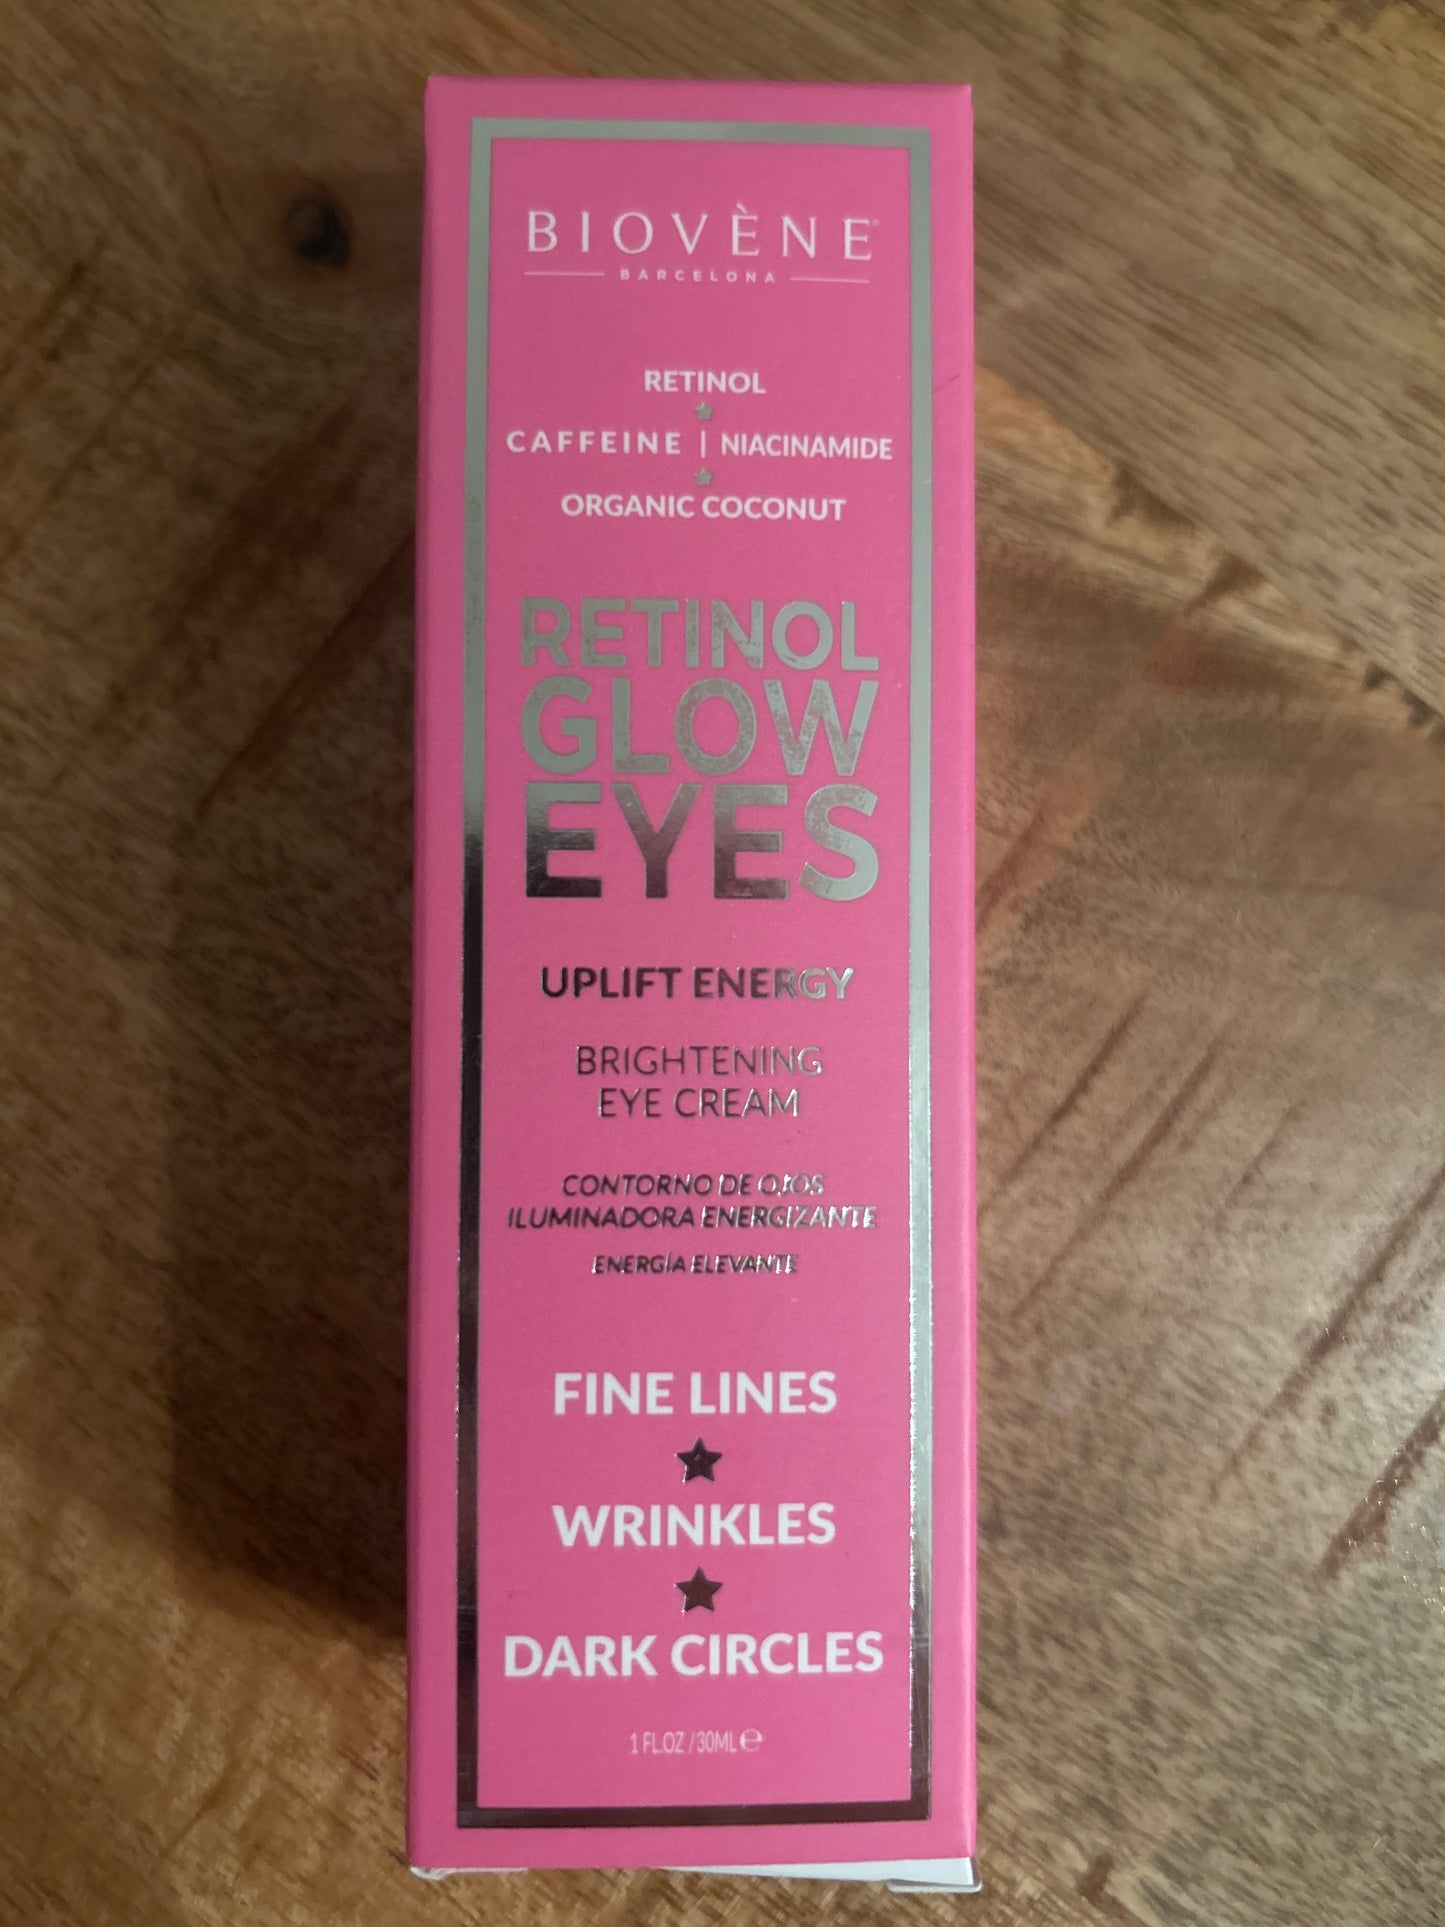 BIOVÈNE®
BARCELONA
RETINOL
CAFFEINE | NIACINAMIDE
ORGANIC COCONUT
RETINOL
GLOW
EYES
UPLIFT ENERGY
BRIGHTENING
EYE CREAM
CONTORNO DE OJOS
ILUMINADORA ENERGIZANTE
ENERGÍA ELEVANTE
FINE LINES
WRINKLES
DARK CIRCLES
1 FL.OZ / 30ML ℮